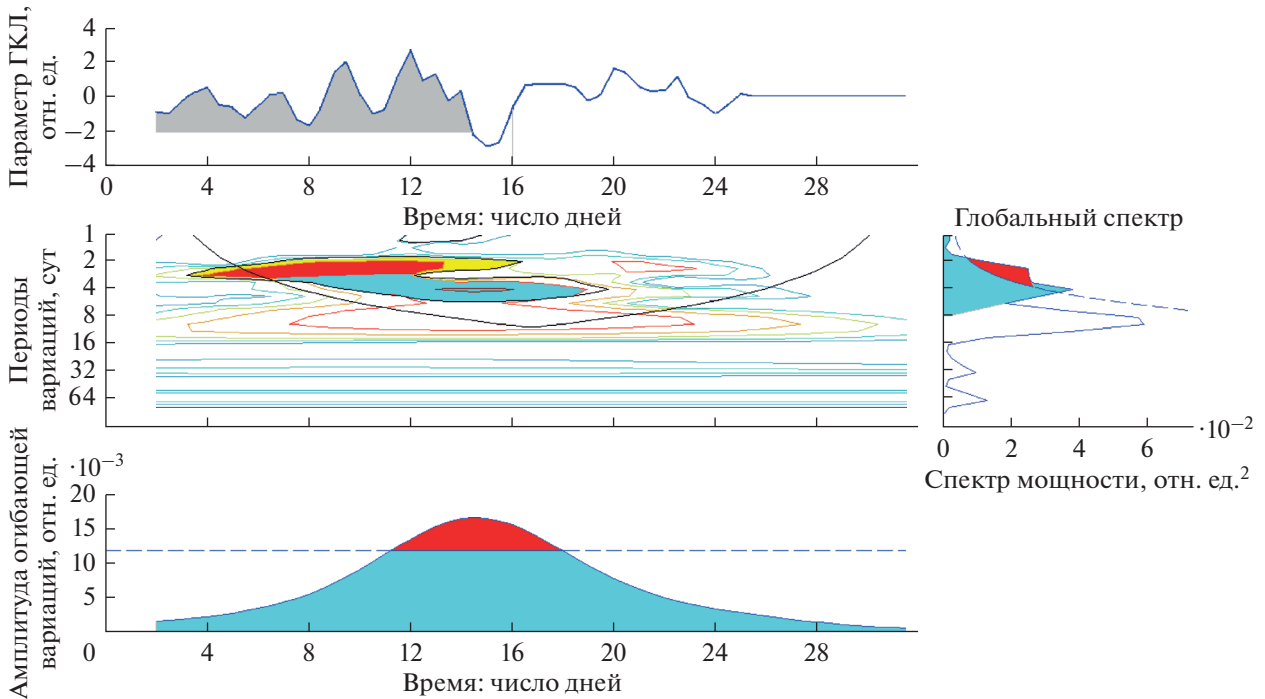 Параметр ГКЛ,
отн. ед.
4
2
0
−2
−4
0 4 8 12 16 20 24 28
Время: число дней
Периоды
вариаций, сут
1
2
4
8
16
32
64
Глобальный спектр
0 2 4 6
·10⁻²
Спектр мощности, отн. ед.²
Амплитуда огибающей
вариаций, отн. ед.
·10⁻³
20
15
10
5
0 4 8 12 16 20 24 28
Время: число дней